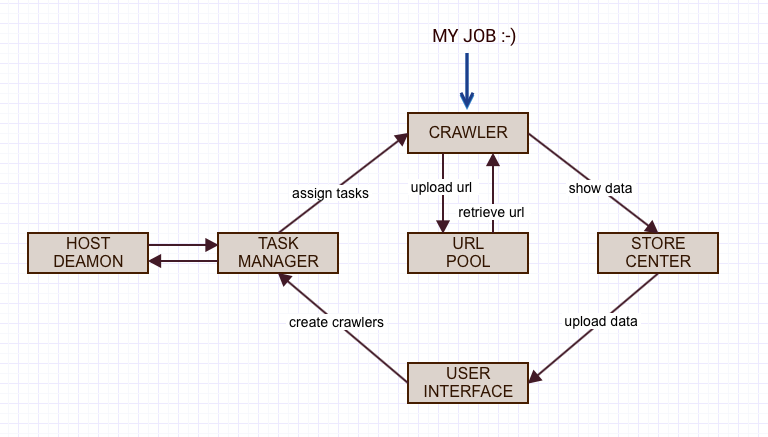 MY JOB :-)
CRAWLER
assign tasks
upload url
retrieve url
show data
HOST
DEAMON
TASK
MANAGER
URL
POOL
STORE
CENTER
create crawlers
upload data
USER
INTERFACE